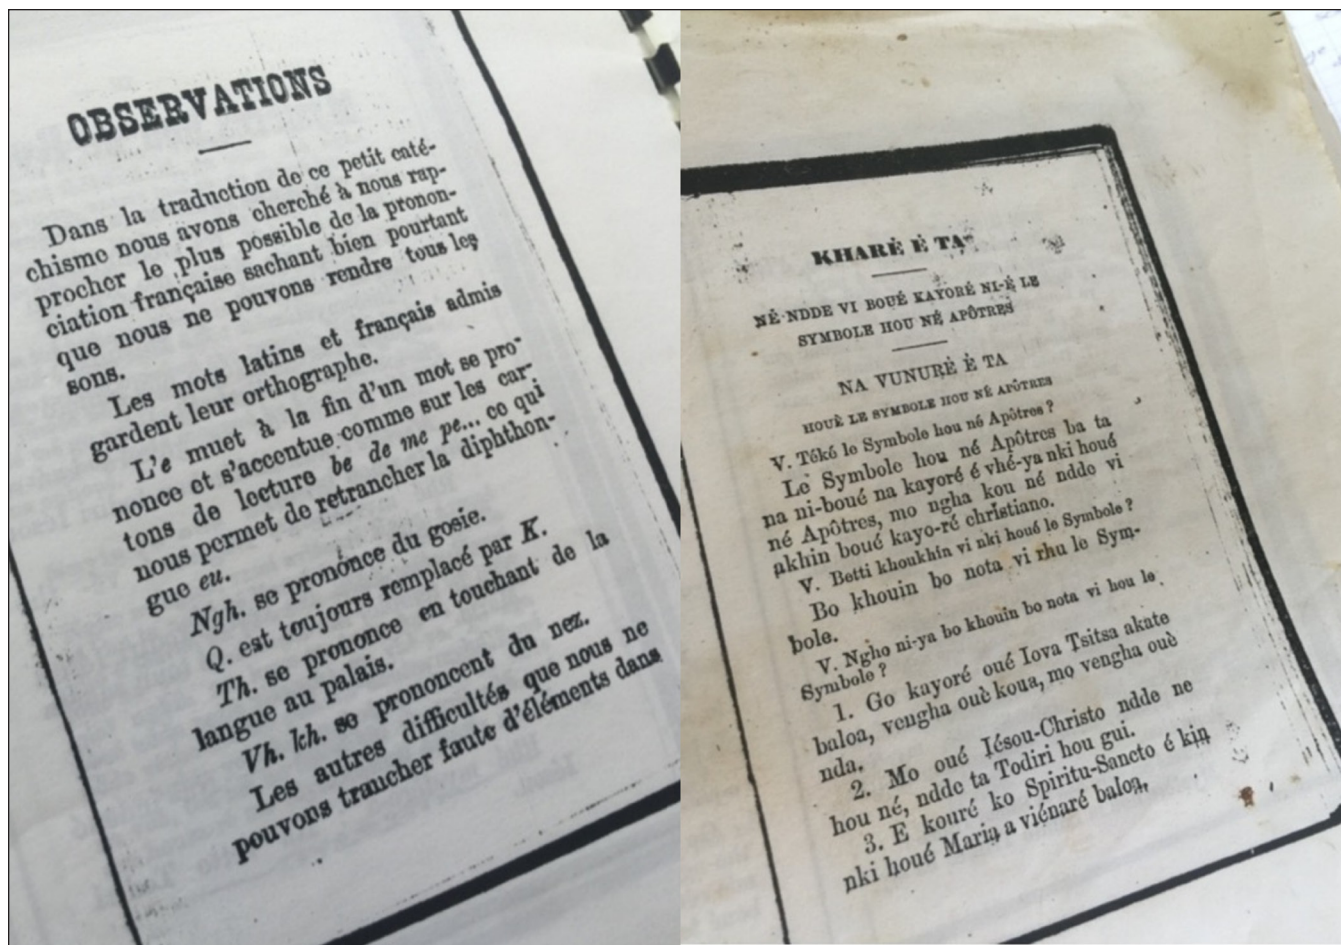 OBSERVATIONS
Dans la traduction de ce petit caté-
chisme nous avons cherché à nous rap-
procher le plus possible de la pronon-
ciation française sachant bien pourtant
que nous ne pouvons rendre tous les
sons.
Les mots latins et français admis
gardent leur orthographe.
L'e muet à la fin d'un mot se pro-
nonce et s'accentue comme sur les car-
tons de lecture be de me pe... ce qui
nous permet de retrancher la diphthon-
gue eu.
Ngh. se prononce du gosie.
Q. est toujours remplacé par K.
Th. se prononce en touchant de la
langue au palais.
Vh. kh. se prononcent du nez.
Les autres difficultés que nous ne
pouvons trancher faute d'éléments dans
KHARÈ É TA
NÉ-NDDE VI BOUÉ KAYORÉ NI-É LE
SYMBOLE HOU NÉ APÔTRES
NA VUNURÈ È TA
HOUÈ LE SYMBOLE HOU NÉ APÔTRES
V. Téké le Symbole hou né Apôtres ?
Le Symbole hou né Apôtres ba ta
na ni-boué na kayoré é vhé-ya nki houé
né Apôtres, mo ngha kou né nddo vi
akhin boué kayo-ré christiano.
V. Betti khoukhin vi nki houé le Symbole ?
Bo khouin bo nota vi rhu le Sym-
bole.
V. Ngho ni-ya bo khouin bo nota vi hou le
Symbole ?
1. Go kayoré oué Iova Tsitsa akate
baloa, vengha ouè koua, mo vengha ouè
nda.
2. Mo oué Iésou-Christo ndde ne
hou né, ndde ta Todiri hou gui.
3. E kouré ko Spiritu-Sancto é kin
nki houé Maria a viénaré baloa,